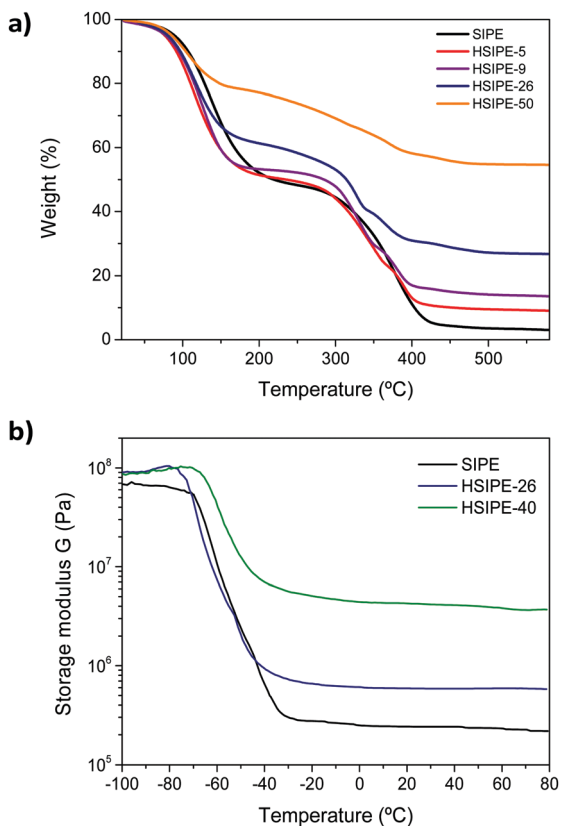 a)
100
80
60
40
20
0
Weight (%)
SIPE
HSIPE-5
HSIPE-9
HSIPE-26
HSIPE-50
100 200 300 400 500
Temperature (ºC)
b)
10⁸
10⁷
10⁶
10⁵
Storage modulus G (Pa)
SIPE
HSIPE-26
HSIPE-40
-100 -80 -60 -40 -20 0 20 40 60 80
Temperature (ºC)